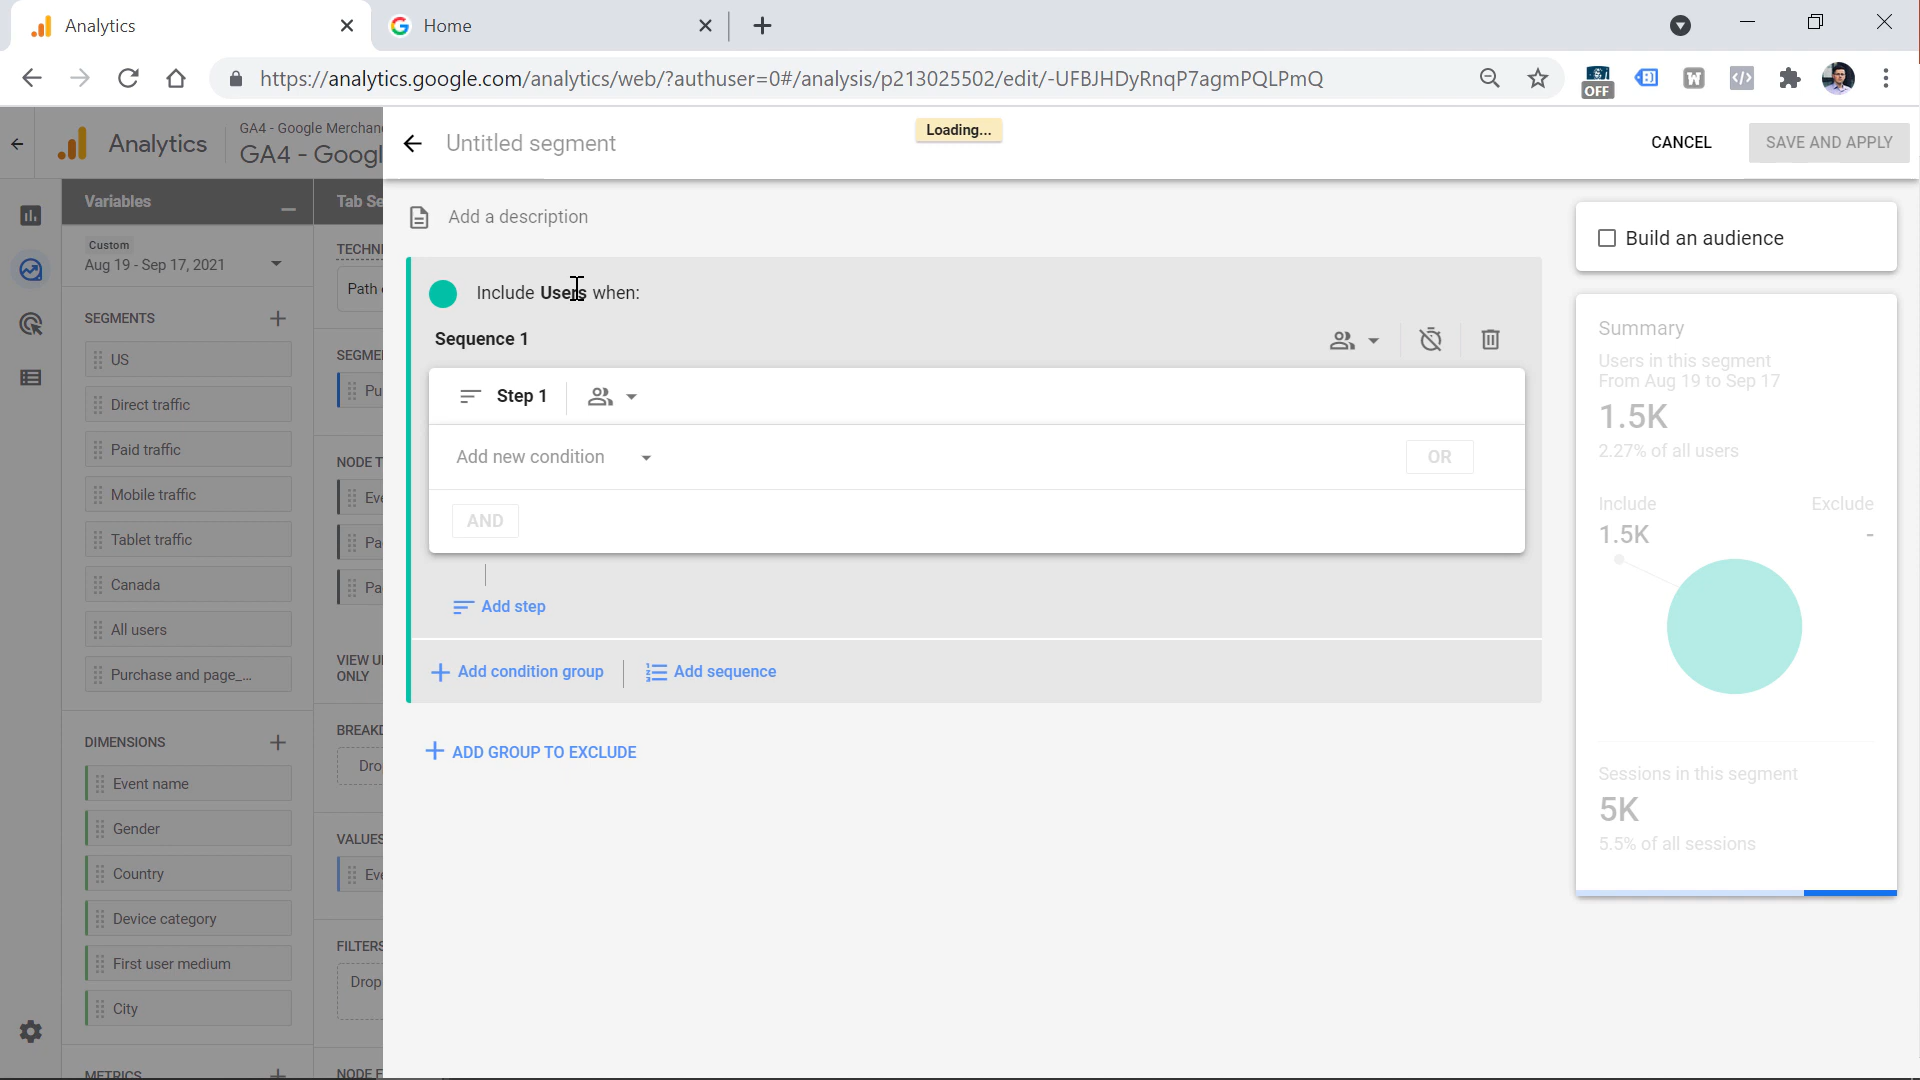 Analytics
Home
https://analytics.google.com/analytics/web/?authuser=0#/analysis/p213025502/edit/-UFBJHDyRnqP7agmPQLPmQ
OFF
Analytics
GA4 - Google Merchan
GA4 - Googl
Untitled segment
Loading...
CANCEL
SAVE AND APPLY
Variables
Custom
Aug 19 - Sep 17, 2021
SEGMENTS
US
Direct traffic
Paid traffic
Mobile traffic
Tablet traffic
Canada
All users
Purchase and page_...
DIMENSIONS
Event name
Gender
Country
Device category
First user medium
City
METRICS
Tab Se
TECHNI
Path
SEGME
Pu
NODE T
Eve
Pa
Pa
VIEW U
ONLY
BREAKD
Dro
VALUES
Eve
FILTERS
Drop
NODE F
Add a description
Include Users when:
Sequence 1
Step 1
Add new condition
OR
AND
Add step
Add condition group
Add sequence
ADD GROUP TO EXCLUDE
Build an audience
Summary
Users in this segment
From Aug 19 to Sep 17
1.5K
2.27% of all users
Include Exclude
1.5K -
Sessions in this segment
5K
5.5% of all sessions